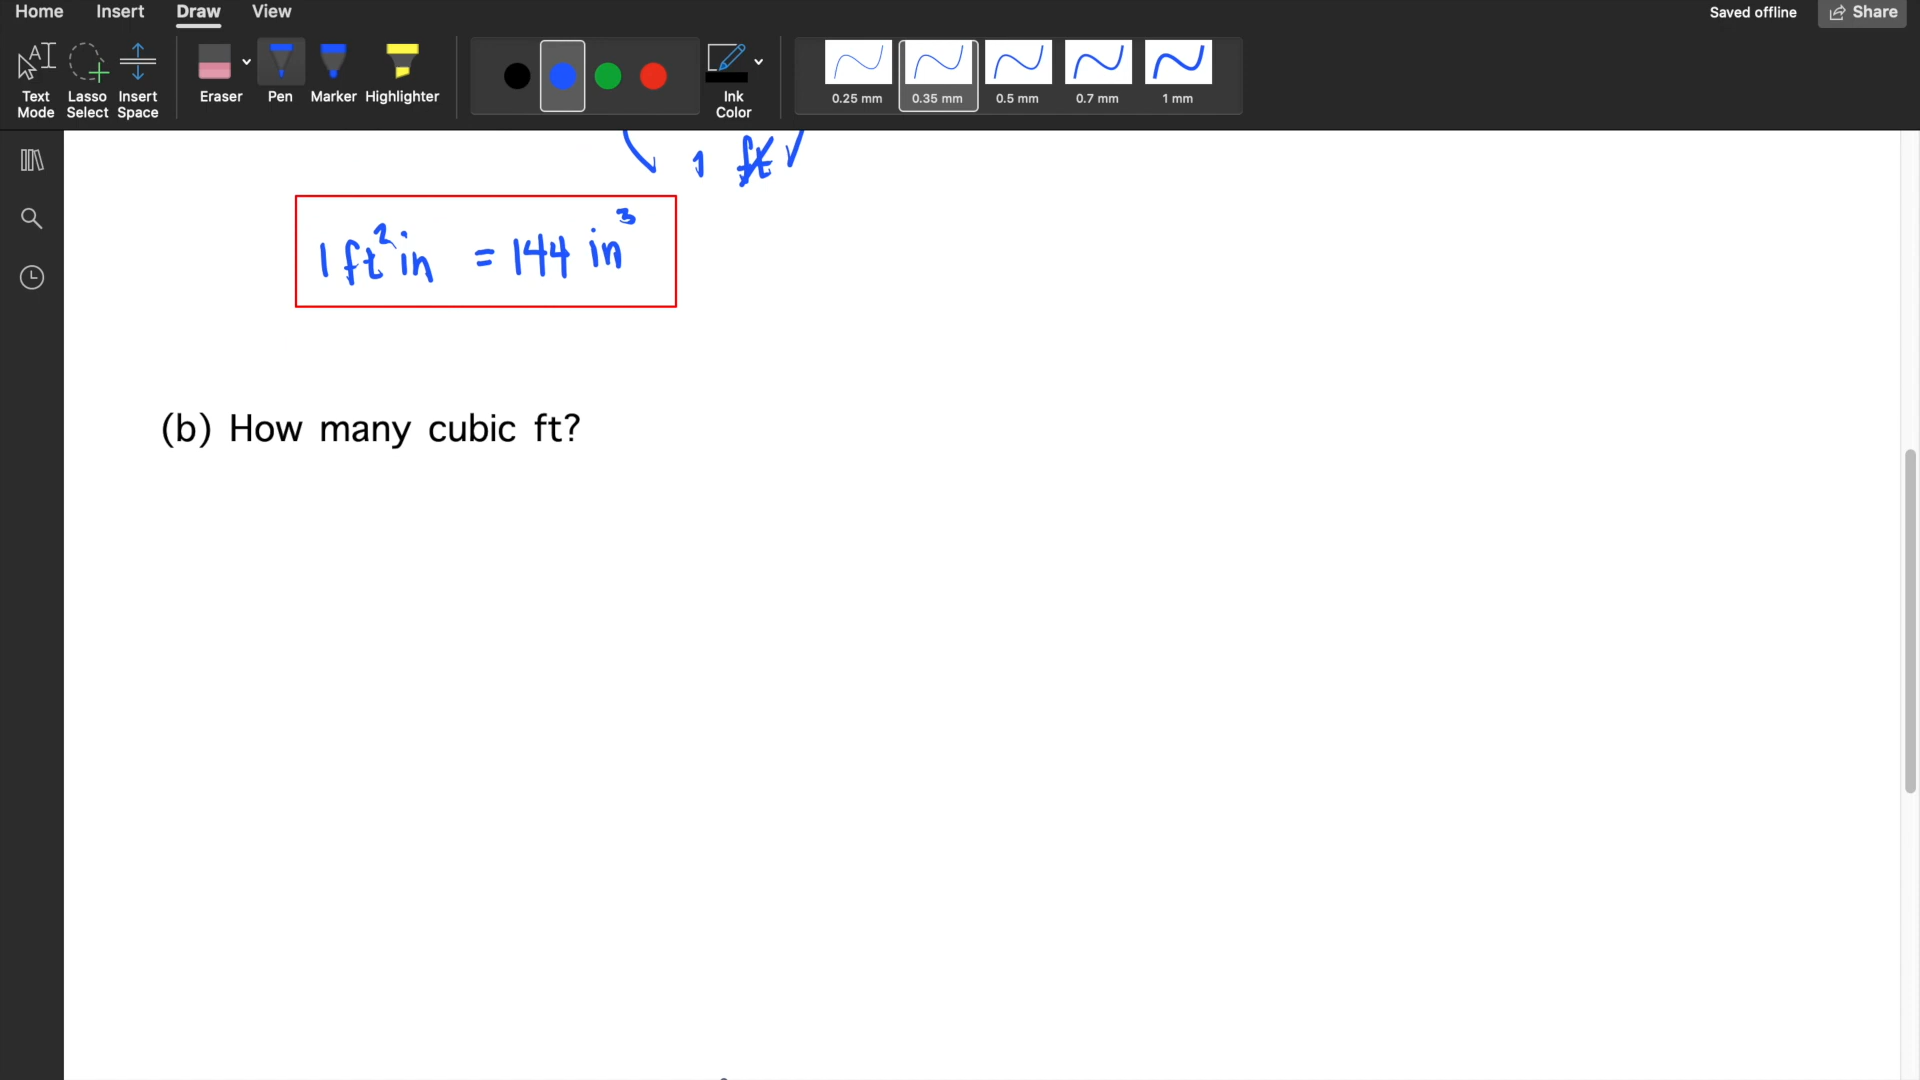 Home Insert Draw View Saved offline Share
Text Mode Lasso Select Insert Space Eraser Pen Marker Highlighter Ink Color 0.25 mm 0.35 mm 0.5 mm 0.7 mm 1 mm
1 ft
1 ft² in = 144 in³
(b) How many cubic ft?